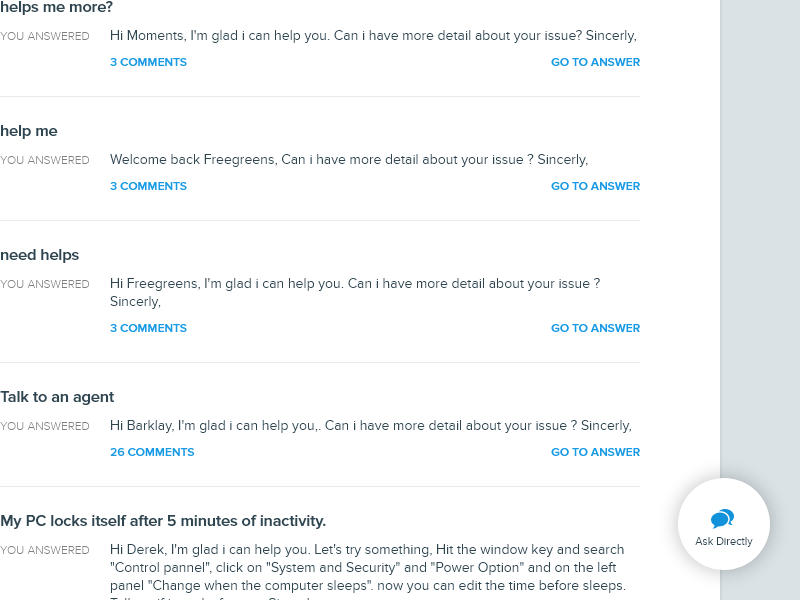 helps me more?
YOU ANSWERED
Hi Moments, I'm glad i can help you. Can i have more detail about your issue? Sincerly,
3 COMMENTS
GO TO ANSWER
help me
YOU ANSWERED
Welcome back Freegreens, Can i have more detail about your issue ? Sincerly,
3 COMMENTS
GO TO ANSWER
need helps
YOU ANSWERED
Hi Freegreens, I'm glad i can help you. Can i have more detail about your issue ?
Sincerly,
3 COMMENTS
GO TO ANSWER
Talk to an agent
YOU ANSWERED
Hi Barklay, I'm glad i can help you,. Can i have more detail about your issue ? Sincerly,
26 COMMENTS
GO TO ANSWER
My PC locks itself after 5 minutes of inactivity.
YOU ANSWERED
Hi Derek, I'm glad i can help you. Let's try something, Hit the window key and search
"Control pannel", click on "System and Security" and "Power Option" and on the left
panel "Change when the computer sleeps". now you can edit the time before sleeps.
Ask Directly